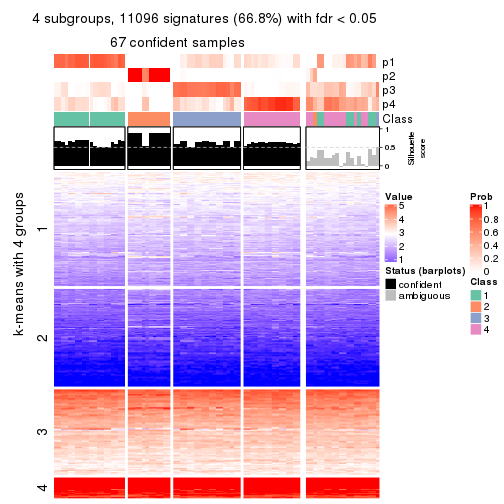 4 subgroups, 11096 signatures (66.8%) with fdr < 0.05
67 confident samples
p1
p2
p3
p4
Class
1
0.5
0
Silhouette
score
k-means with 4 groups
1
2
3
4
Value
5
4
3
2
1
Status (barplots)
confident
ambiguous
Prob
1
0.8
0.6
0.4
0.2
0
Class
1
2
3
4